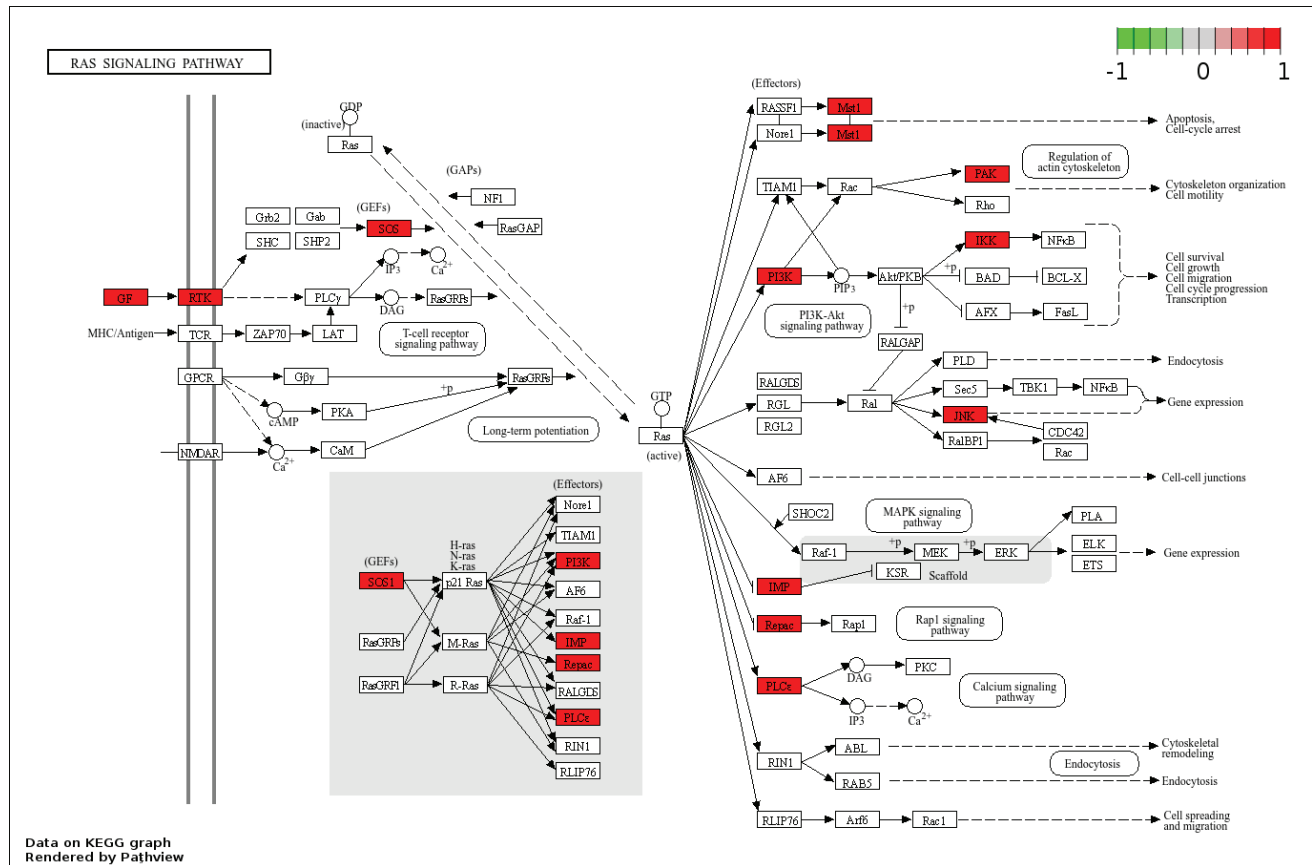 RAS SIGNALING PATHWAY
-1 0 1
GDP
(inactive)
Ras
(GAPs)
NF1
RasGAP
(GEFs)
Grb2 Gab
SOS
SHC SHP2
IP3 Ca2+
GF RTK PLCγ
DAG RasGRPs
MHC/Antigen TCR ZAP70 LAT
T-cell receptor
signaling pathway
GPCR Gβγ RasGRFs
+p
cAMP PKA
Long-term potentiation
NMDAR Ca2+ CaM
GTP
Ras
(active)
(Effectors)
RASSF1 Mst1
Nore1 Mst1
Apoptosis,
Cell-cycle arrest
Regulation of
actin cytoskeleton
TIAM1 Rac PAK
Rho
Cytoskeleton organization
Cell motility
IKK NFκB
+p
PI3K PIP3 Akt/PKB BAD BCL-X
AFX FasL
+p
Cell survival
Cell growth
Cell migration
Cell cycle progression
Transcription
PI3K-Akt
signaling pathway
RALGAP
PLD Endocytosis
RALGDS
RGL Ral
RGL2
Sec5 TBK1 NFκB
JNK Gene expression
CDC42
RalBP1
Rac
AF6 Cell-cell junctions
SHOC2
MAPK signaling
pathway
PLA
Raf-1 +p MEK +p ERK
ELK
ETS
Gene expression
KSR Scaffold
IMP
Repac Rap1
Rap1 signaling
pathway
PLCε DAG PKC
IP3 Ca2+
Calcium signaling
pathway
RIN1 ABL
Cytoskeletal
remodeling
RAB5 Endocytosis
Endocytosis
RLIP76 Arf6 Rac1
Cell spreading
and migration
(Effectors)
Nore1
TIAM1
H-ras
N-ras
K-ras
(GEFs)
SOS1 p21 Ras PI3K
AF6
Raf-1
RasGRPs M-Ras IMP
Repac
RasGRF1 R-Ras RALGDS
PLCε
RIN1
RLIP76
Data on KEGG graph
Rendered by Pathview